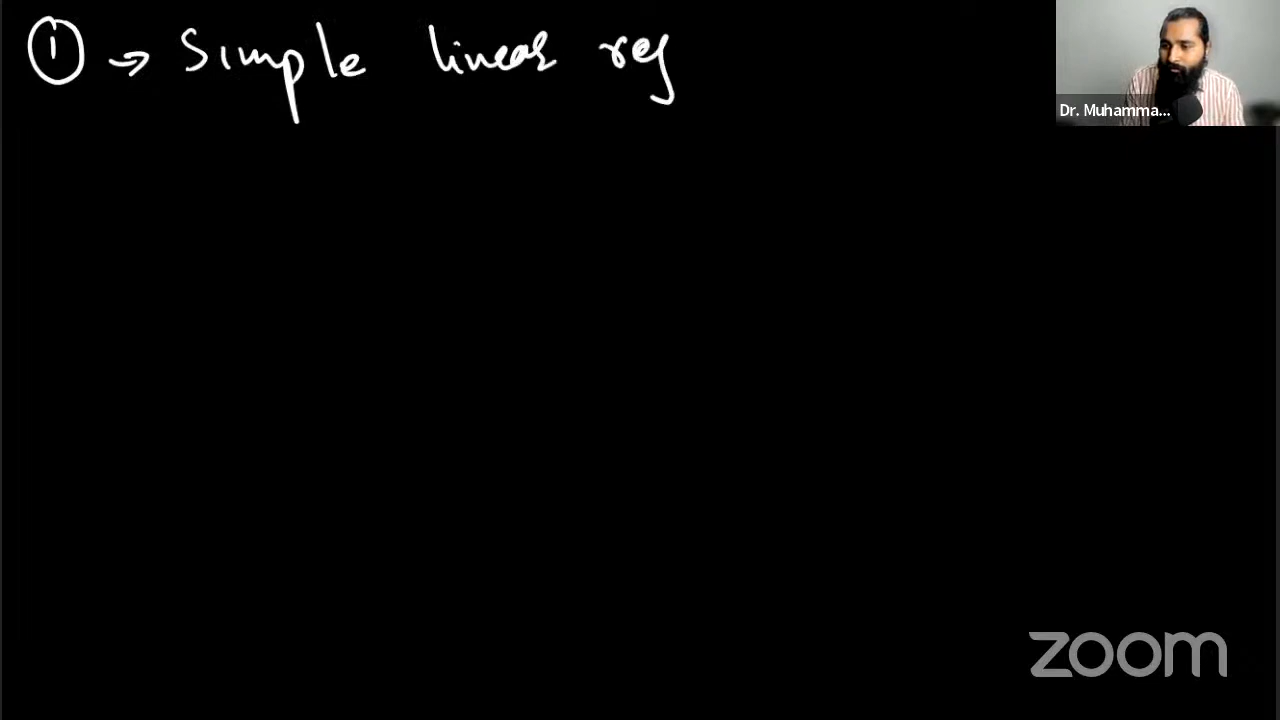 ① → Simple linear reg
Dr. Muhamma...
zoom